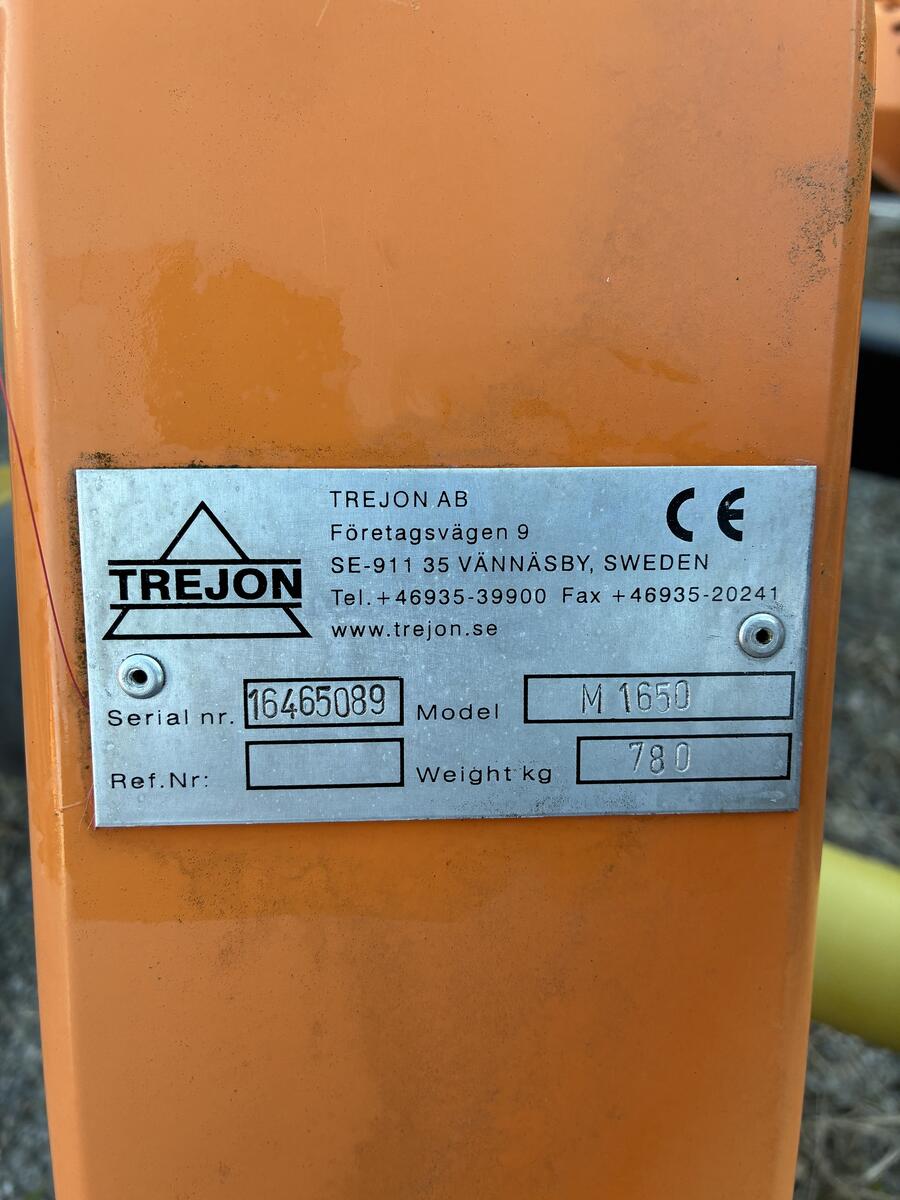 TREJON AB
Företagsvägen 9
SE-911 35 VÄNNÄSBY, SWEDEN
Tel.+46935-39900 Fax +46935-20241
www.trejon.se
CE
TREJON
Serial nr. 16465089 Model M 1650
Ref.Nr: Weight kg 780